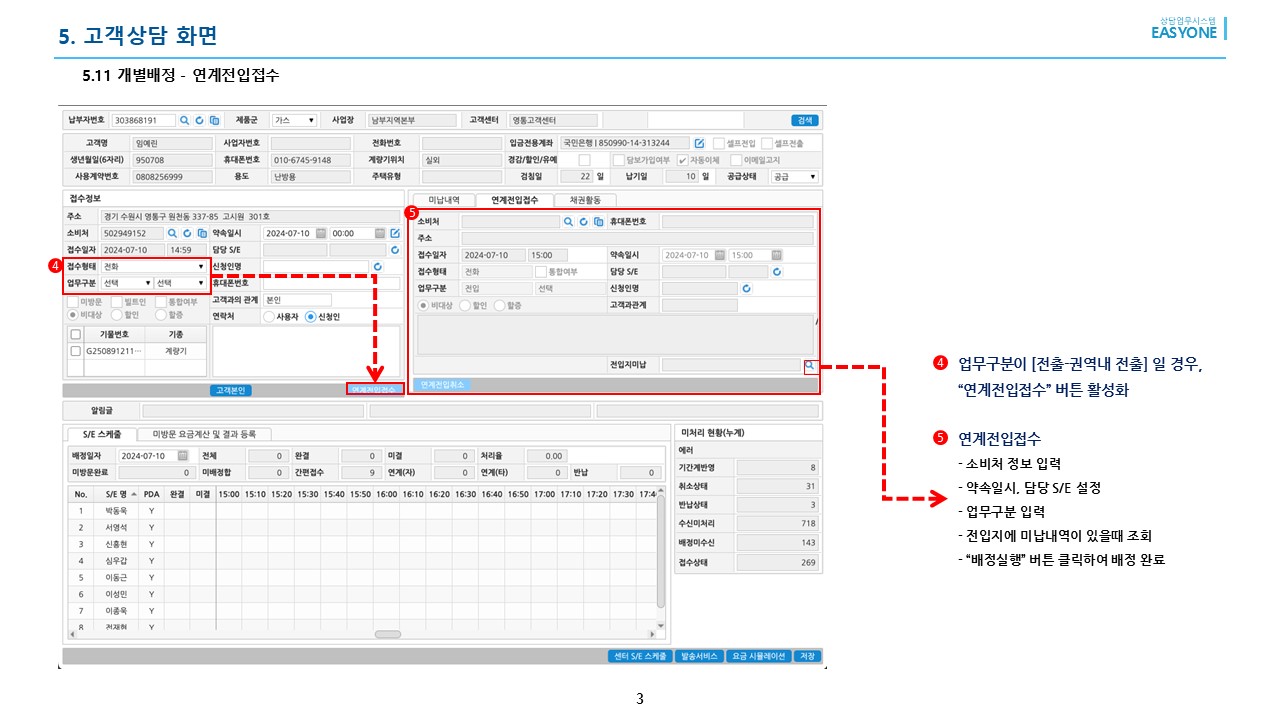 5. 고객상담 화면
상담업무시스템
EASYONE
5.11 개별배정 - 연계전입접수
납부자번호 303868191 제품군 가스 사업장 남부지역본부 고객센터 영통고객센터 검색
고객명 임예린 사업자번호 전화번호 입금전용계좌 국민은행 | 850990-14-313244 셀프전입 셀프전출
생년월일(6자리) 950708 휴대폰번호 010-6745-9148 계량기위치 실외 경감/할인/유예 담보가입여부 자동이체 이메일고지
사용계약번호 0808256999 용도 난방용 주택유형 검침일 22 일 납기일 10 일 공급상태 공급
접수정보
주소 경기 수원시 영통구 원천동 337-85 고시원 301호
소비처 502949152 약속일시 2024-07-10 00:00
접수일자 2024-07-10 14:59 담당 S/E
4 접수형태 전화 신청인명
업무구분 선택 선택 휴대폰번호
미방문 빌트인 통합여부 고객과의 관계 본인
비대상 할인 할증 연락처 사용자 신청인
기물번호 기종
G250891211··· 계량기
고객본인 연계전입접수
미납내역 연계전입접수 채권활동
5 소비처 휴대폰번호
주소
접수일자 2024-07-10 15:00 약속일시 2024-07-10 15:00
접수형태 전화 통합여부 담당 S/E
업무구분 전입 선택 신청인명
비대상 할인 할증 고객과관계
전입지미납
연계전입취소
알림글
S/E 스케줄 미방문 요금계산 및 결과 등록
배정일자 2024-07-10 전체 0 완결 0 미결 0 처리율 0.00
미방문완료 0 미배정합 0 간편접수 9 연계(자) 0 연계(타) 0 반납 0
No. S/E 명 PDA 완결 미결 15:00 15:10 15:20 15:30 15:40 15:50 16:00 16:10 16:20 16:30 16:40 16:50 17:00 17:10 17:20 17:30 17:4
1 박동욱 Y
2 서영석 Y
3 신흥현 Y
4 심우갑 Y
5 이동근 Y
6 이성민 Y
7 이종욱 Y
8 전재현 Y
미처리 현황(누계)
에러
기간계반영 8
취소상태 31
반납상태 3
수신미처리 718
배정미수신 143
접수상태 269
센터 S/E 스케줄 발송서비스 요금 시뮬레이션 저장
4 업무구분이 [전출-권역내 전출] 일 경우,
“연계전입접수” 버튼 활성화
5 연계전입접수
- 소비처 정보 입력
- 약속일시, 담당 S/E 설정
- 업무구분 입력
- 전입지에 미납내역이 있을때 조회
- “배정실행” 버튼 클릭하여 배정 완료
3